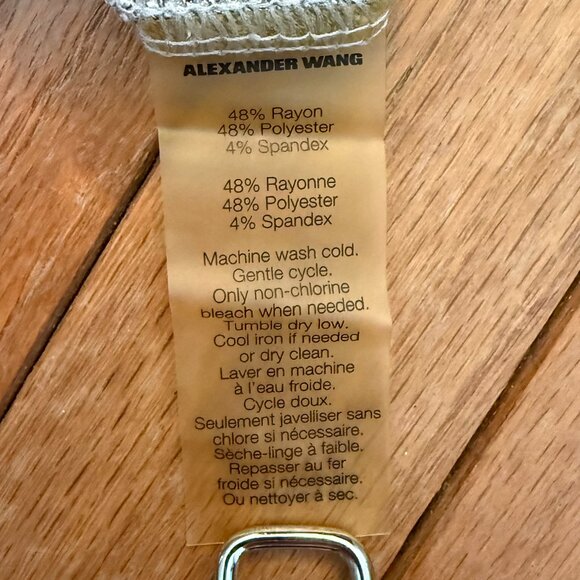 ALEXANDER WANG
48% Rayon
48% Polyester
4% Spandex
48% Rayonne
48% Polyester
4% Spandex
Machine wash cold.
Gentle cycle.
Only non-chlorine
bleach when needed.
Tumble dry low.
Cool iron if needed
or dry clean.
Laver en machine
à l'eau froide.
Cycle doux.
Seulement javelliser sans
chlore si nécessaire.
Sèche-linge à faible.
Repasser au fer
froide si nécessaire.
Ou nettoyer à sec.